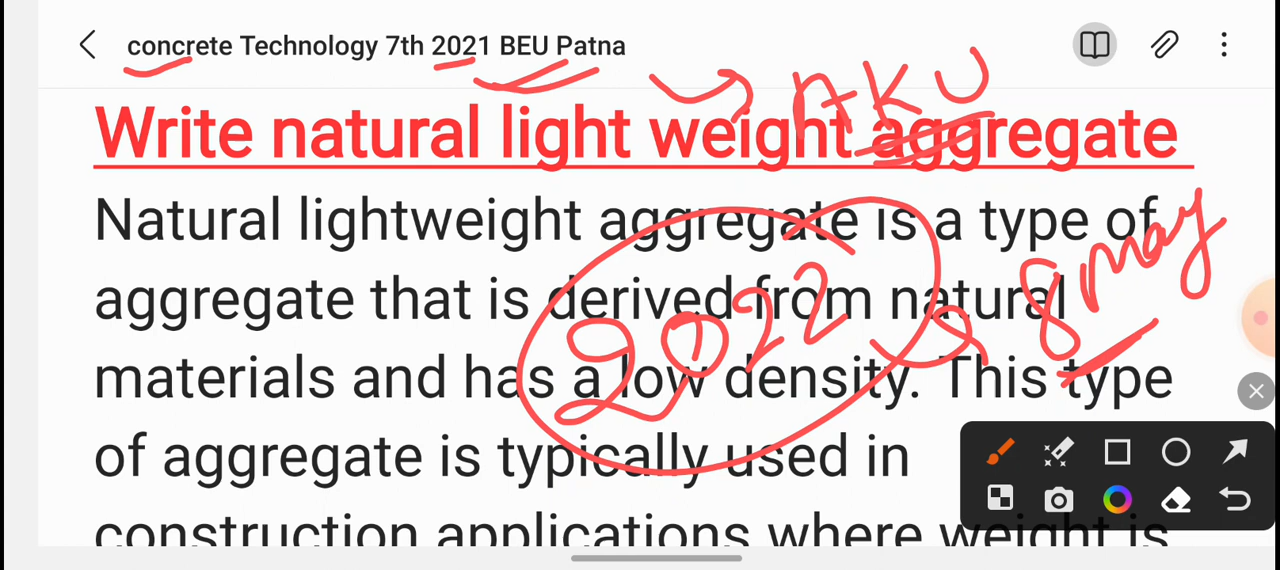 concrete Technology 7th 2021 BEU Patna
AKU
Write natural light weight aggregate
Natural lightweight aggregate is a type of
8 may
aggregate that is derived from natural
2022
materials and has a low density. This type
of aggregate is typically used in
construction applications where weight is